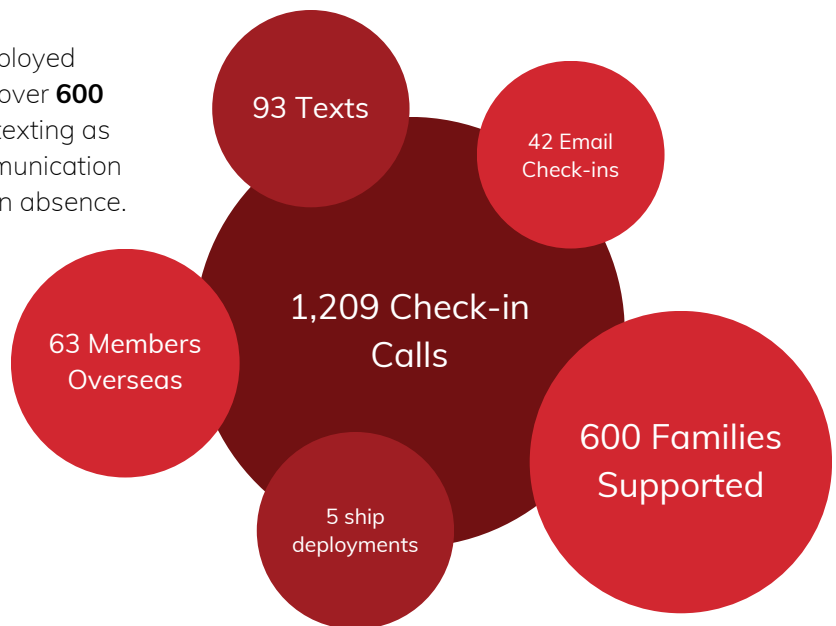 ployed
over 600
texting as
munication
n absence.
93 Texts
42 Email
Check-ins
1,209 Check-in
Calls
63 Members
Overseas
600 Families
Supported
5 ship
deployments